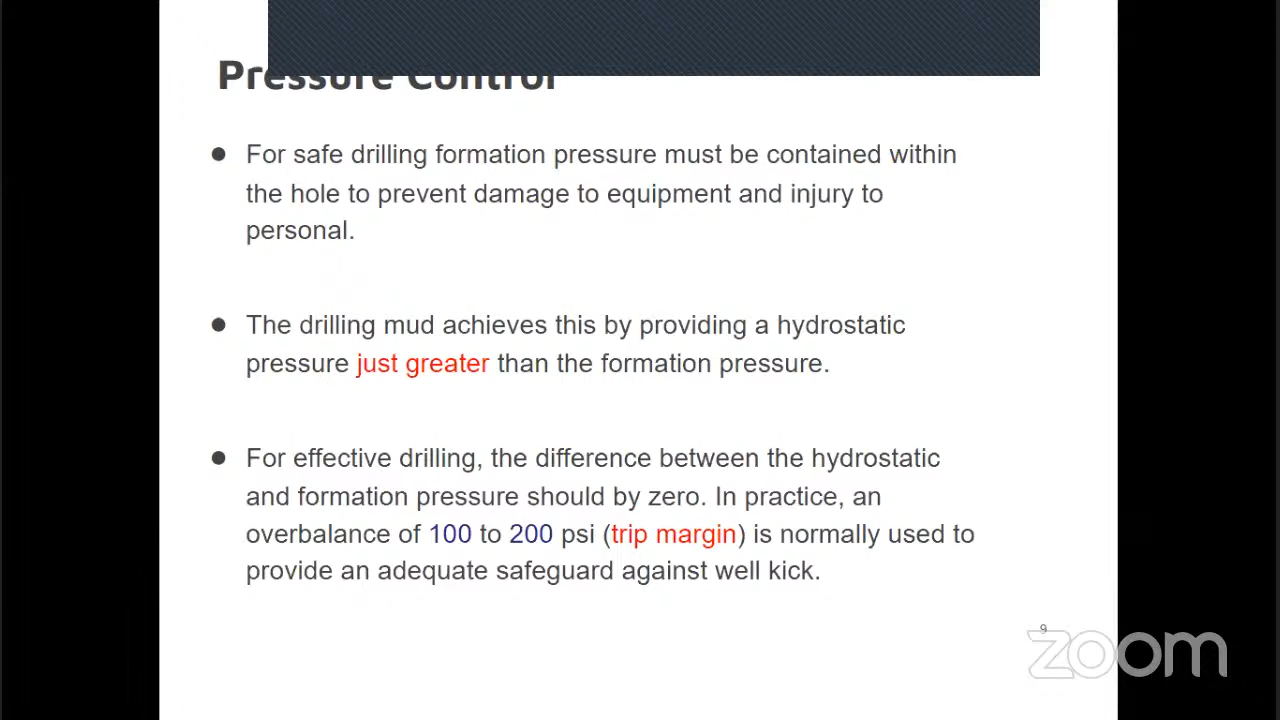 Pressure Control
● For safe drilling formation pressure must be contained within
the hole to prevent damage to equipment and injury to
personal.
● The drilling mud achieves this by providing a hydrostatic
pressure just greater than the formation pressure.
● For effective drilling, the difference between the hydrostatic
and formation pressure should by zero. In practice, an
overbalance of 100 to 200 psi (trip margin) is normally used to
provide an adequate safeguard against well kick.
9
zoom